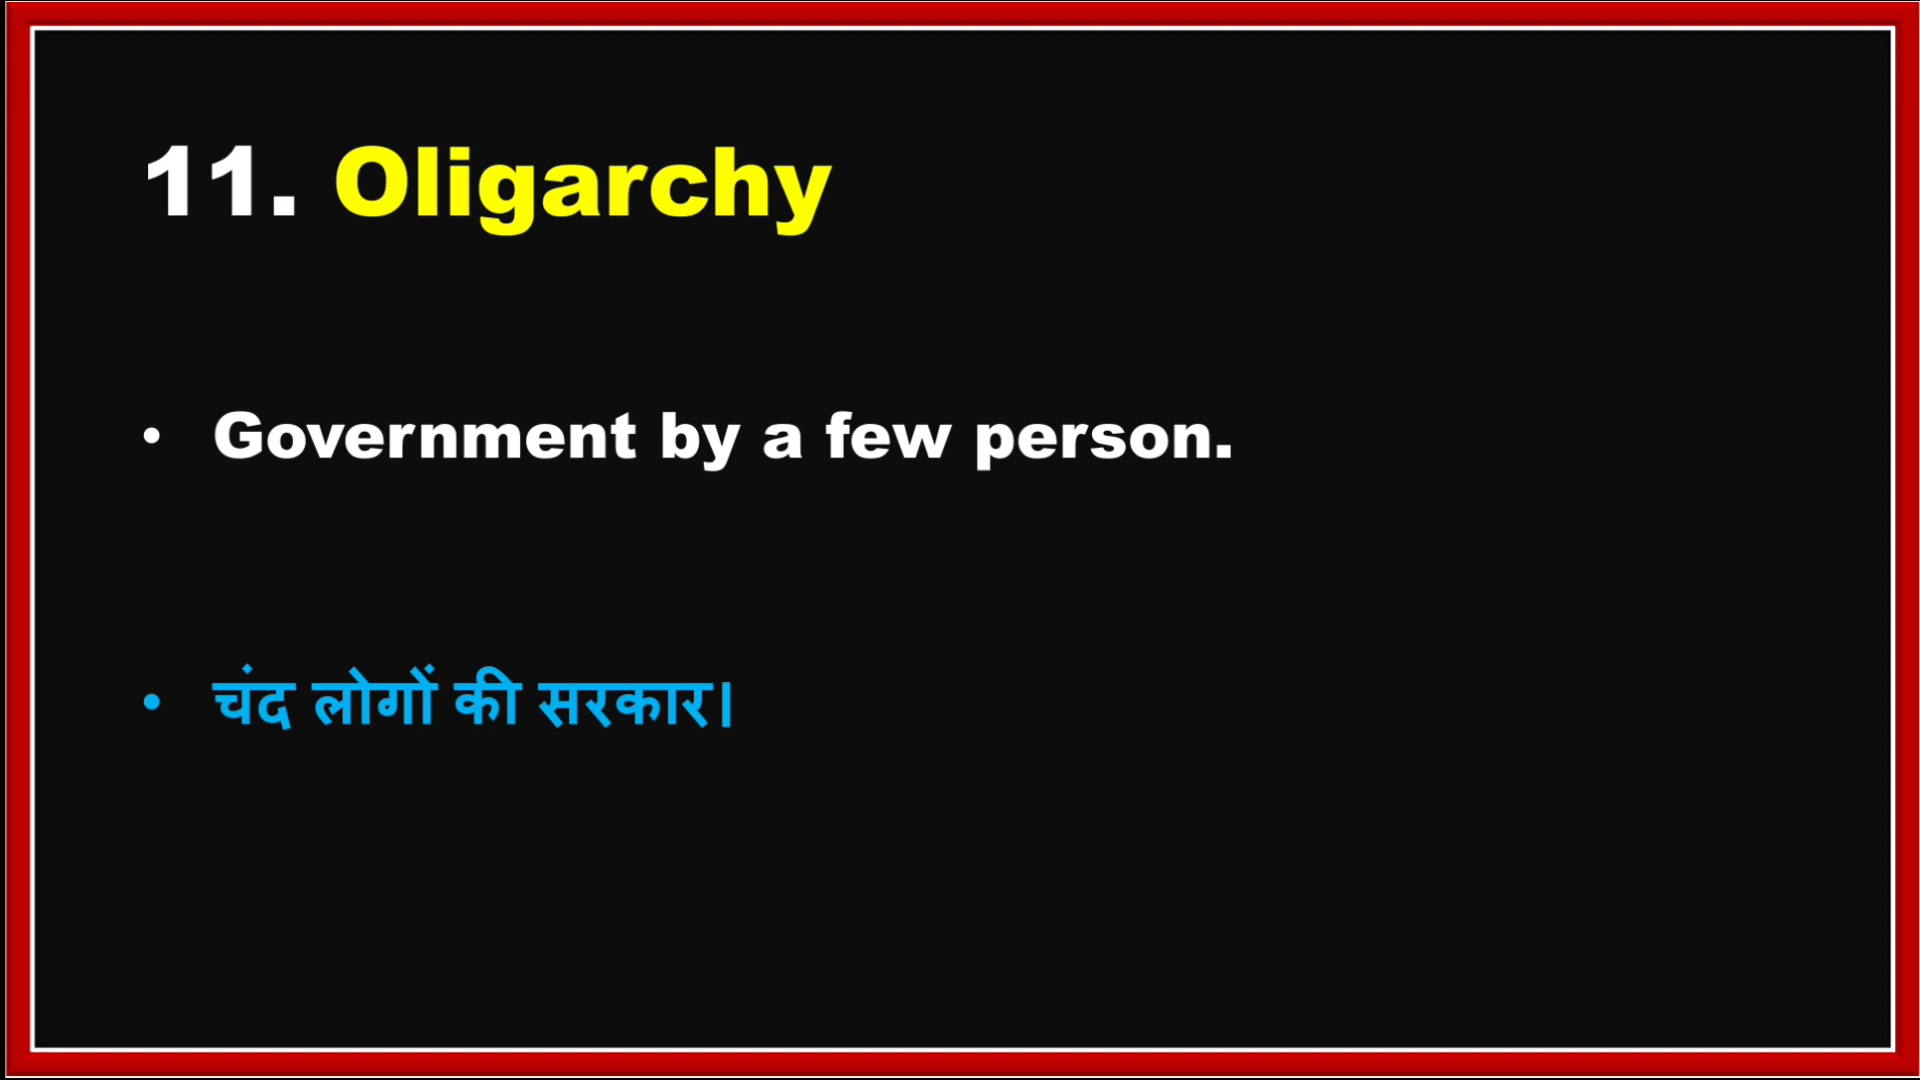 11. Oligarchy
• Government by a few person.
• चंद लोगों की सरकार।